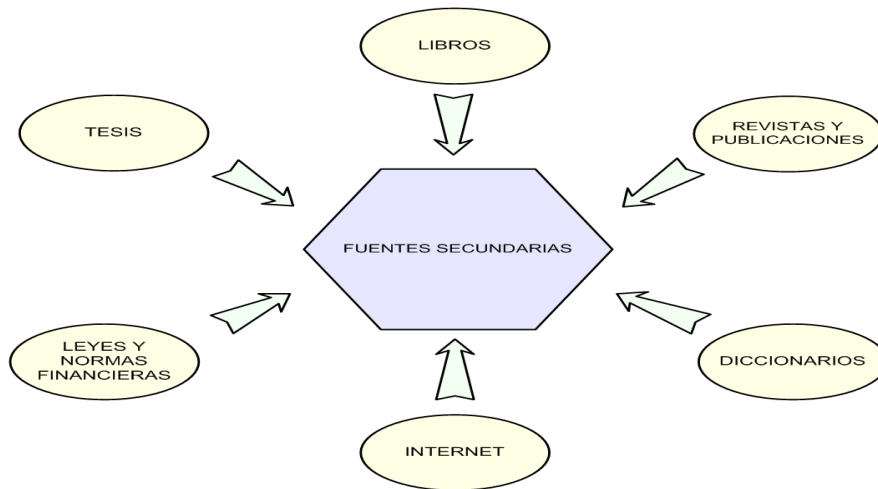 LIBROS
TESIS
REVISTAS Y
PUBLICACIONES
FUENTES SECUNDARIAS
LEYES Y
NORMAS
FINANCIERAS
DICCIONARIOS
INTERNET